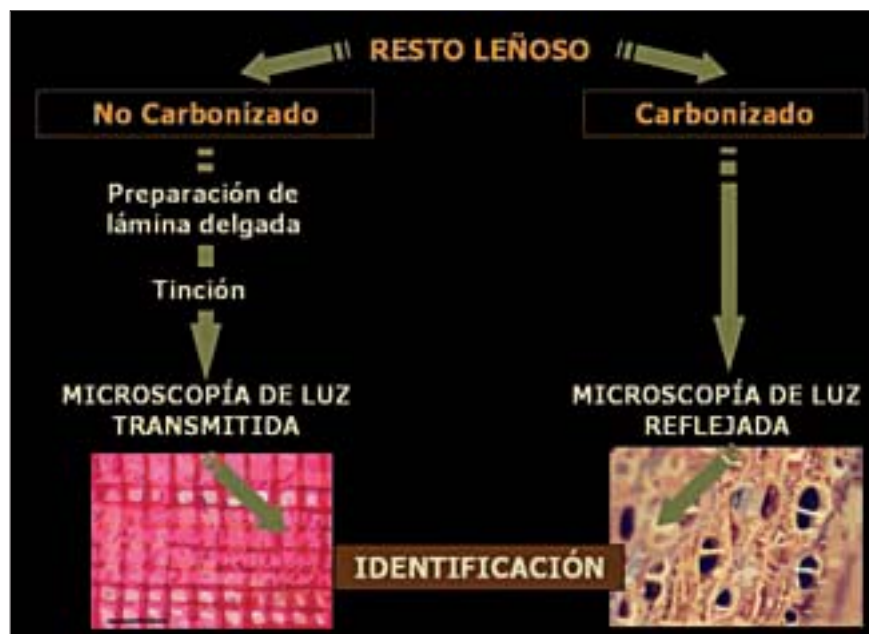 RESTO LEÑOSO
No Carbonizado
Preparación de
lámina delgada
Tinción
MICROSCOPÍA DE LUZ
TRANSMITIDA
Carbonizado
MICROSCOPÍA DE LUZ
REFLEJADA
IDENTIFICACIÓN